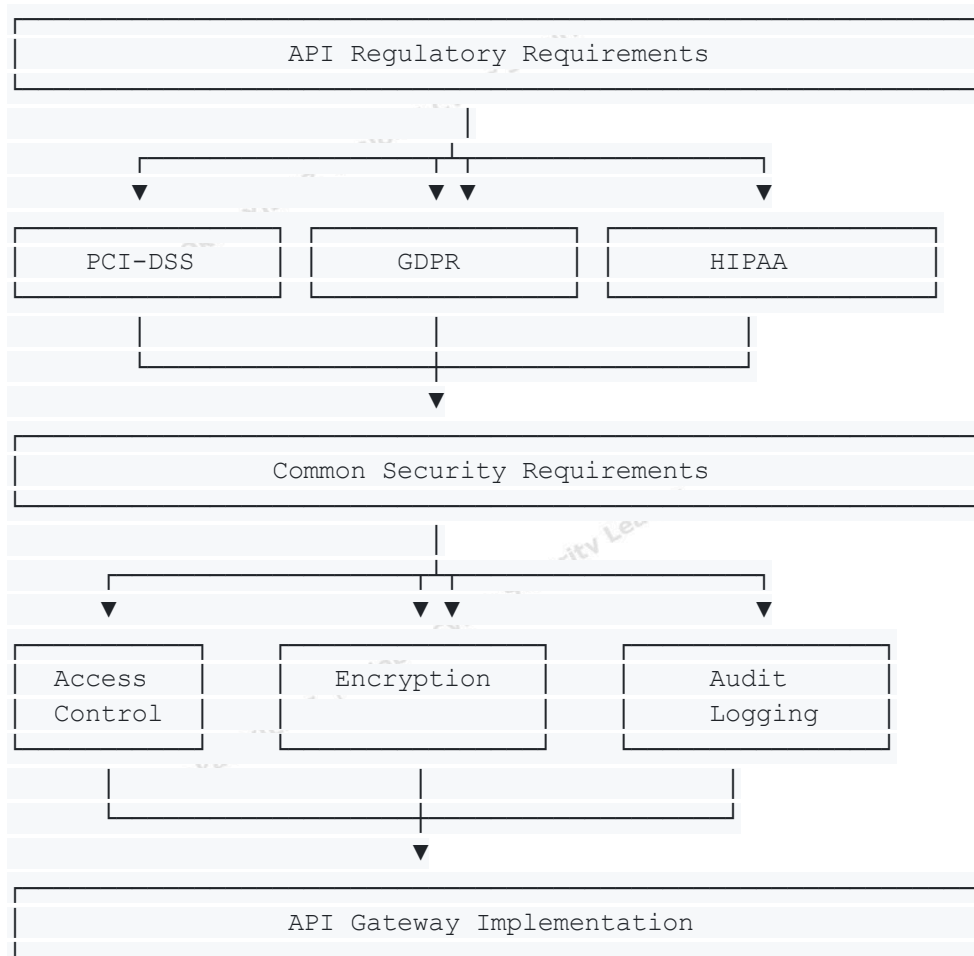 API Regulatory Requirements
PCI-DSS GDPR HIPAA
Common Security Requirements
Access Encryption Audit
Control Logging
API Gateway Implementation